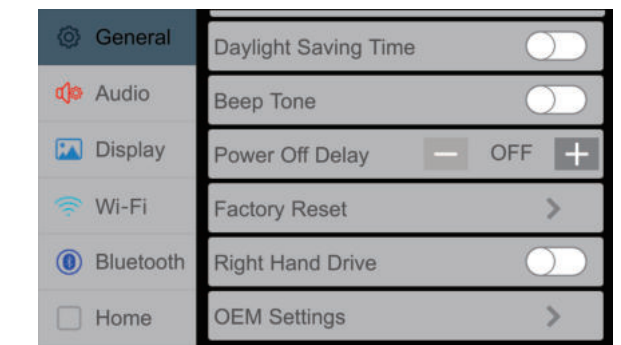 General
Audio
Display
Wi-Fi
Bluetooth
Home
Daylight Saving Time
Beep Tone
Power Off Delay — OFF +
Factory Reset >
Right Hand Drive
OEM Settings >